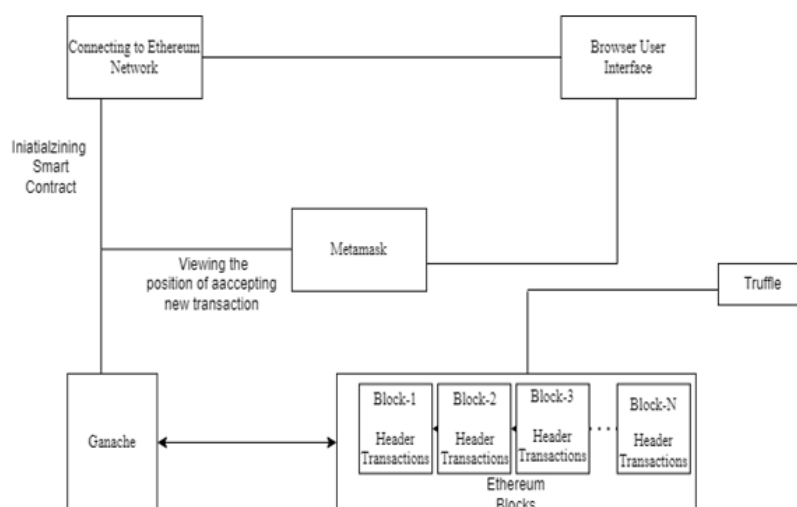 Connecting to Ethereum
Network
Browser User
Interface
Iniatialzining
Smart
Contract
Metamask
Viewing the
position of aaccepting
new transaction
Truffle
Ganache
Block-1
Header
Transactions
Block-2
Header
Transactions
Block-3
Header
Transactions
Block-N
Header
Transactions
Ethereum
Blocks